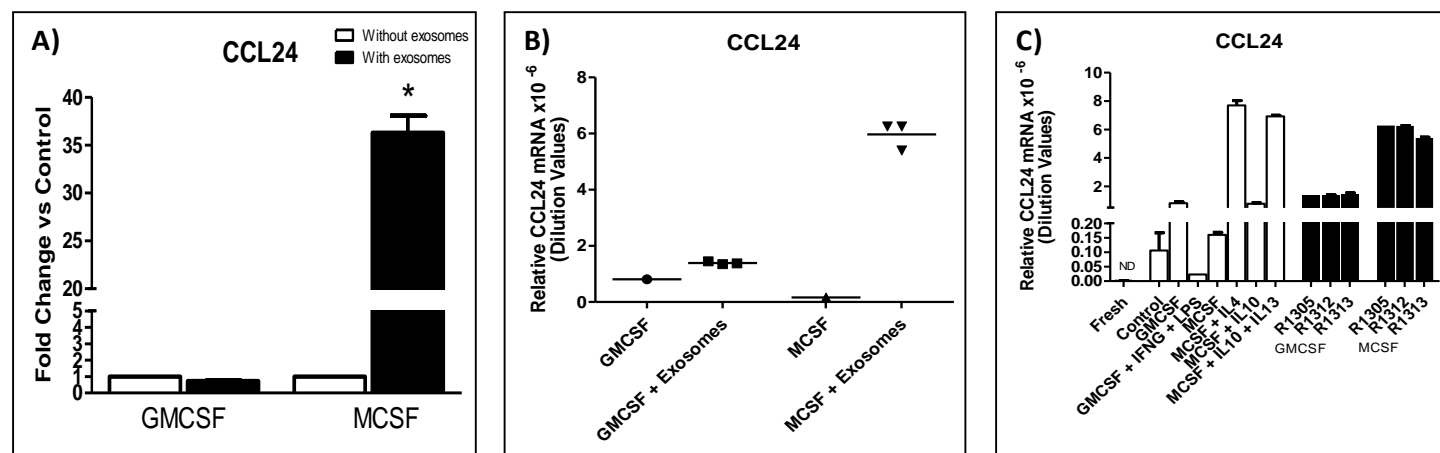 A)
CCL24
Without exosomes
With exosomes
*
Fold Change vs Control
40
35
30
25
20
5
4
3
2
1
0
GMCSF
MCSF
B)
CCL24
Relative CCL24 mRNA x10 -6
(Dilution Values)
8
6
4
2
0
GMCSF
GMCSF + Exosomes
MCSF
MCSF + Exosomes
C)
CCL24
Relative CCL24 mRNA x10 -6
(Dilution Values)
10
8
6
4
2
0.20
0.15
0.10
0.05
0.00
ND
Fresh
Control
GMCSF
GMCSF + IFNG + LPS
MCSF
MCSF + IL4
MCSF + IL10
MCSF + IL10 + IL13
R1305
R1312
R1313
GMCSF
R1305
R1312
R1313
MCSF